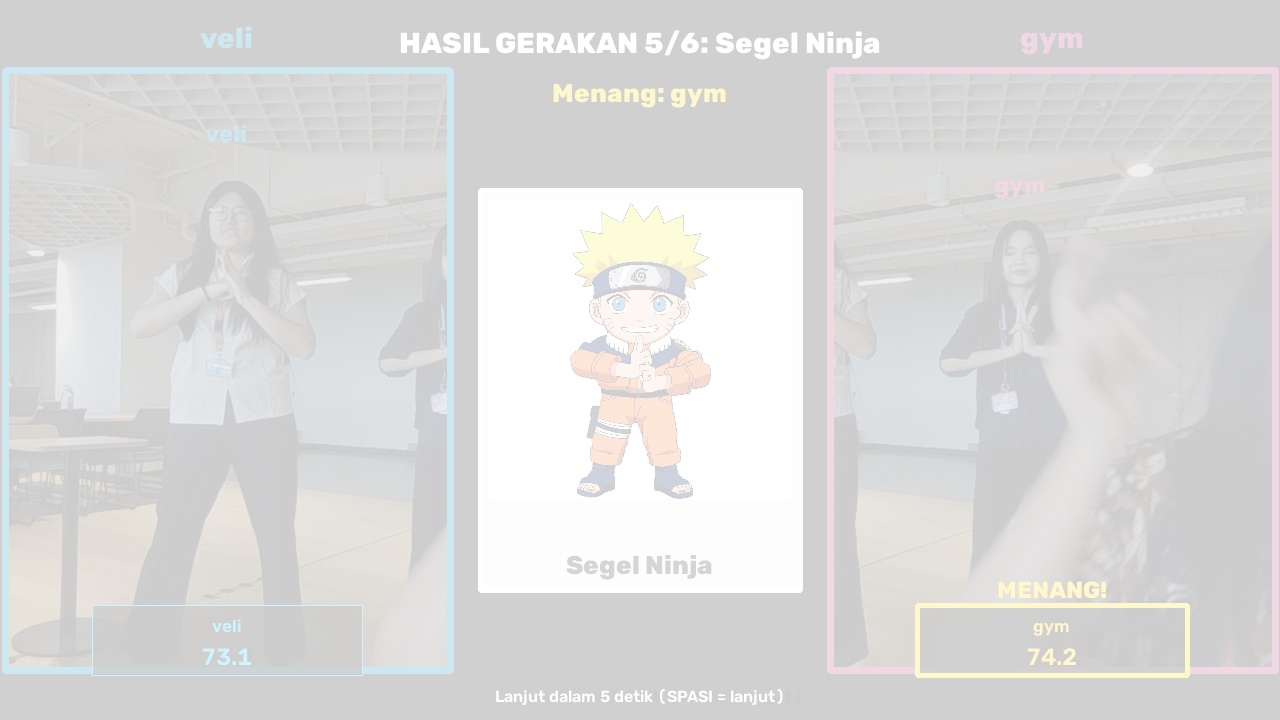 veli
HASIL GERAKAN 5/6: Segel Ninja
gym
Menang: gym
veli
gym
Segel Ninja
MENANG!
veli
73.1
gym
74.2
Lanjut dalam 5 detik (SPASI = lanjut)